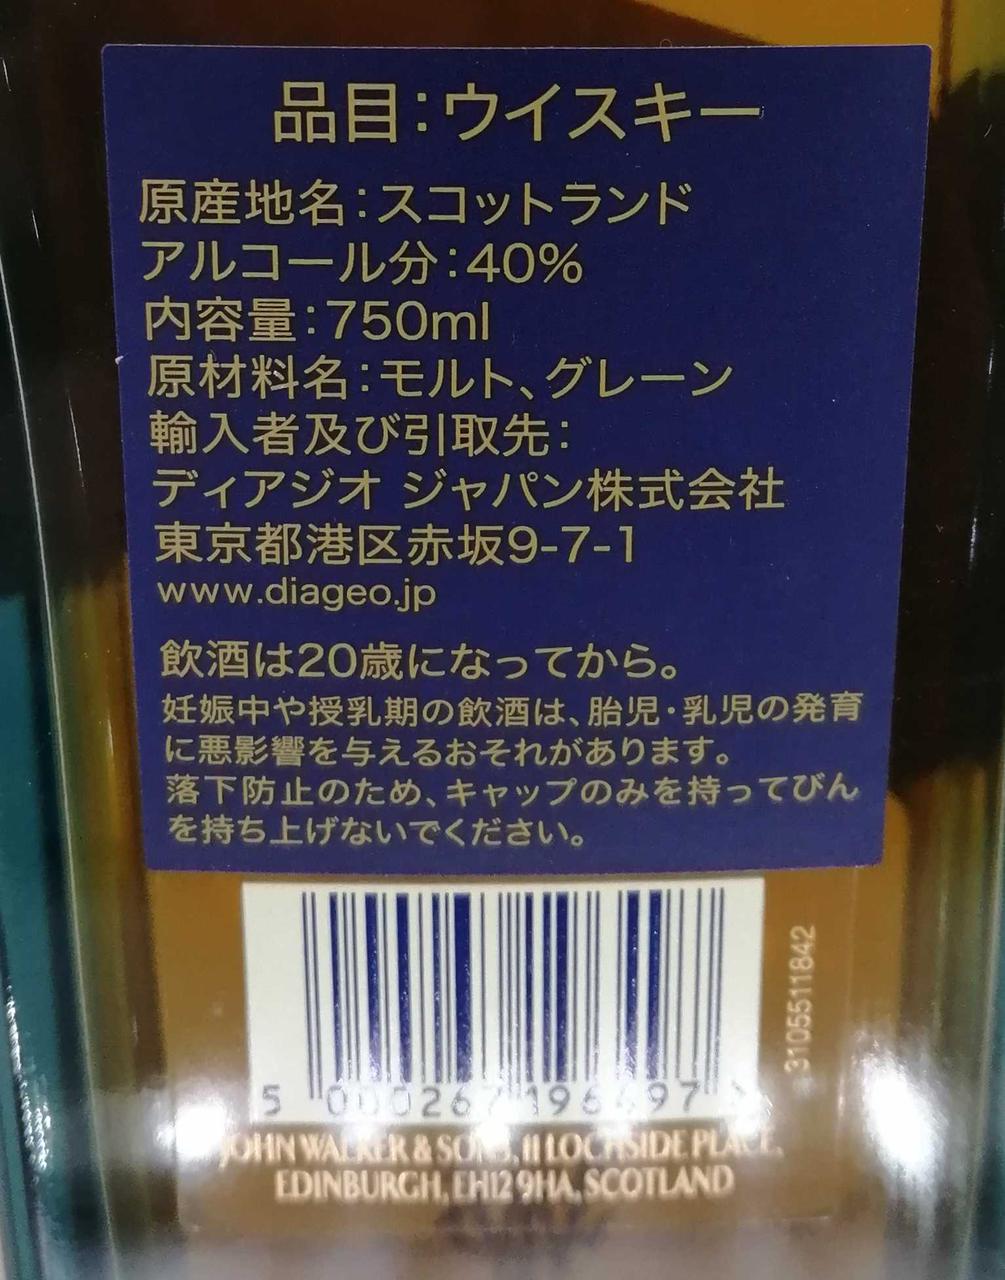 品目：ウイスキー
原産地名：スコットランド
アルコール分：40%
内容量：750ml
原材料名：モルト、グレーン
輸入者及び引取先：
ディアジオ ジャパン株式会社
東京都港区赤坂9-7-1
www.diageo.jp
飲酒は20歳になってから。
妊娠中や授乳期の飲酒は、胎児・乳児の発育
に悪影響を与えるおそれがあります。
落下防止のため、キャップのみを持ってびん
を持ち上げないでください。
3105511842
5
JOHN WALKER & SONS, 11 LOCHSIDE PLACE,
EDINBURGH, EH12 9HA, SCOTLAND